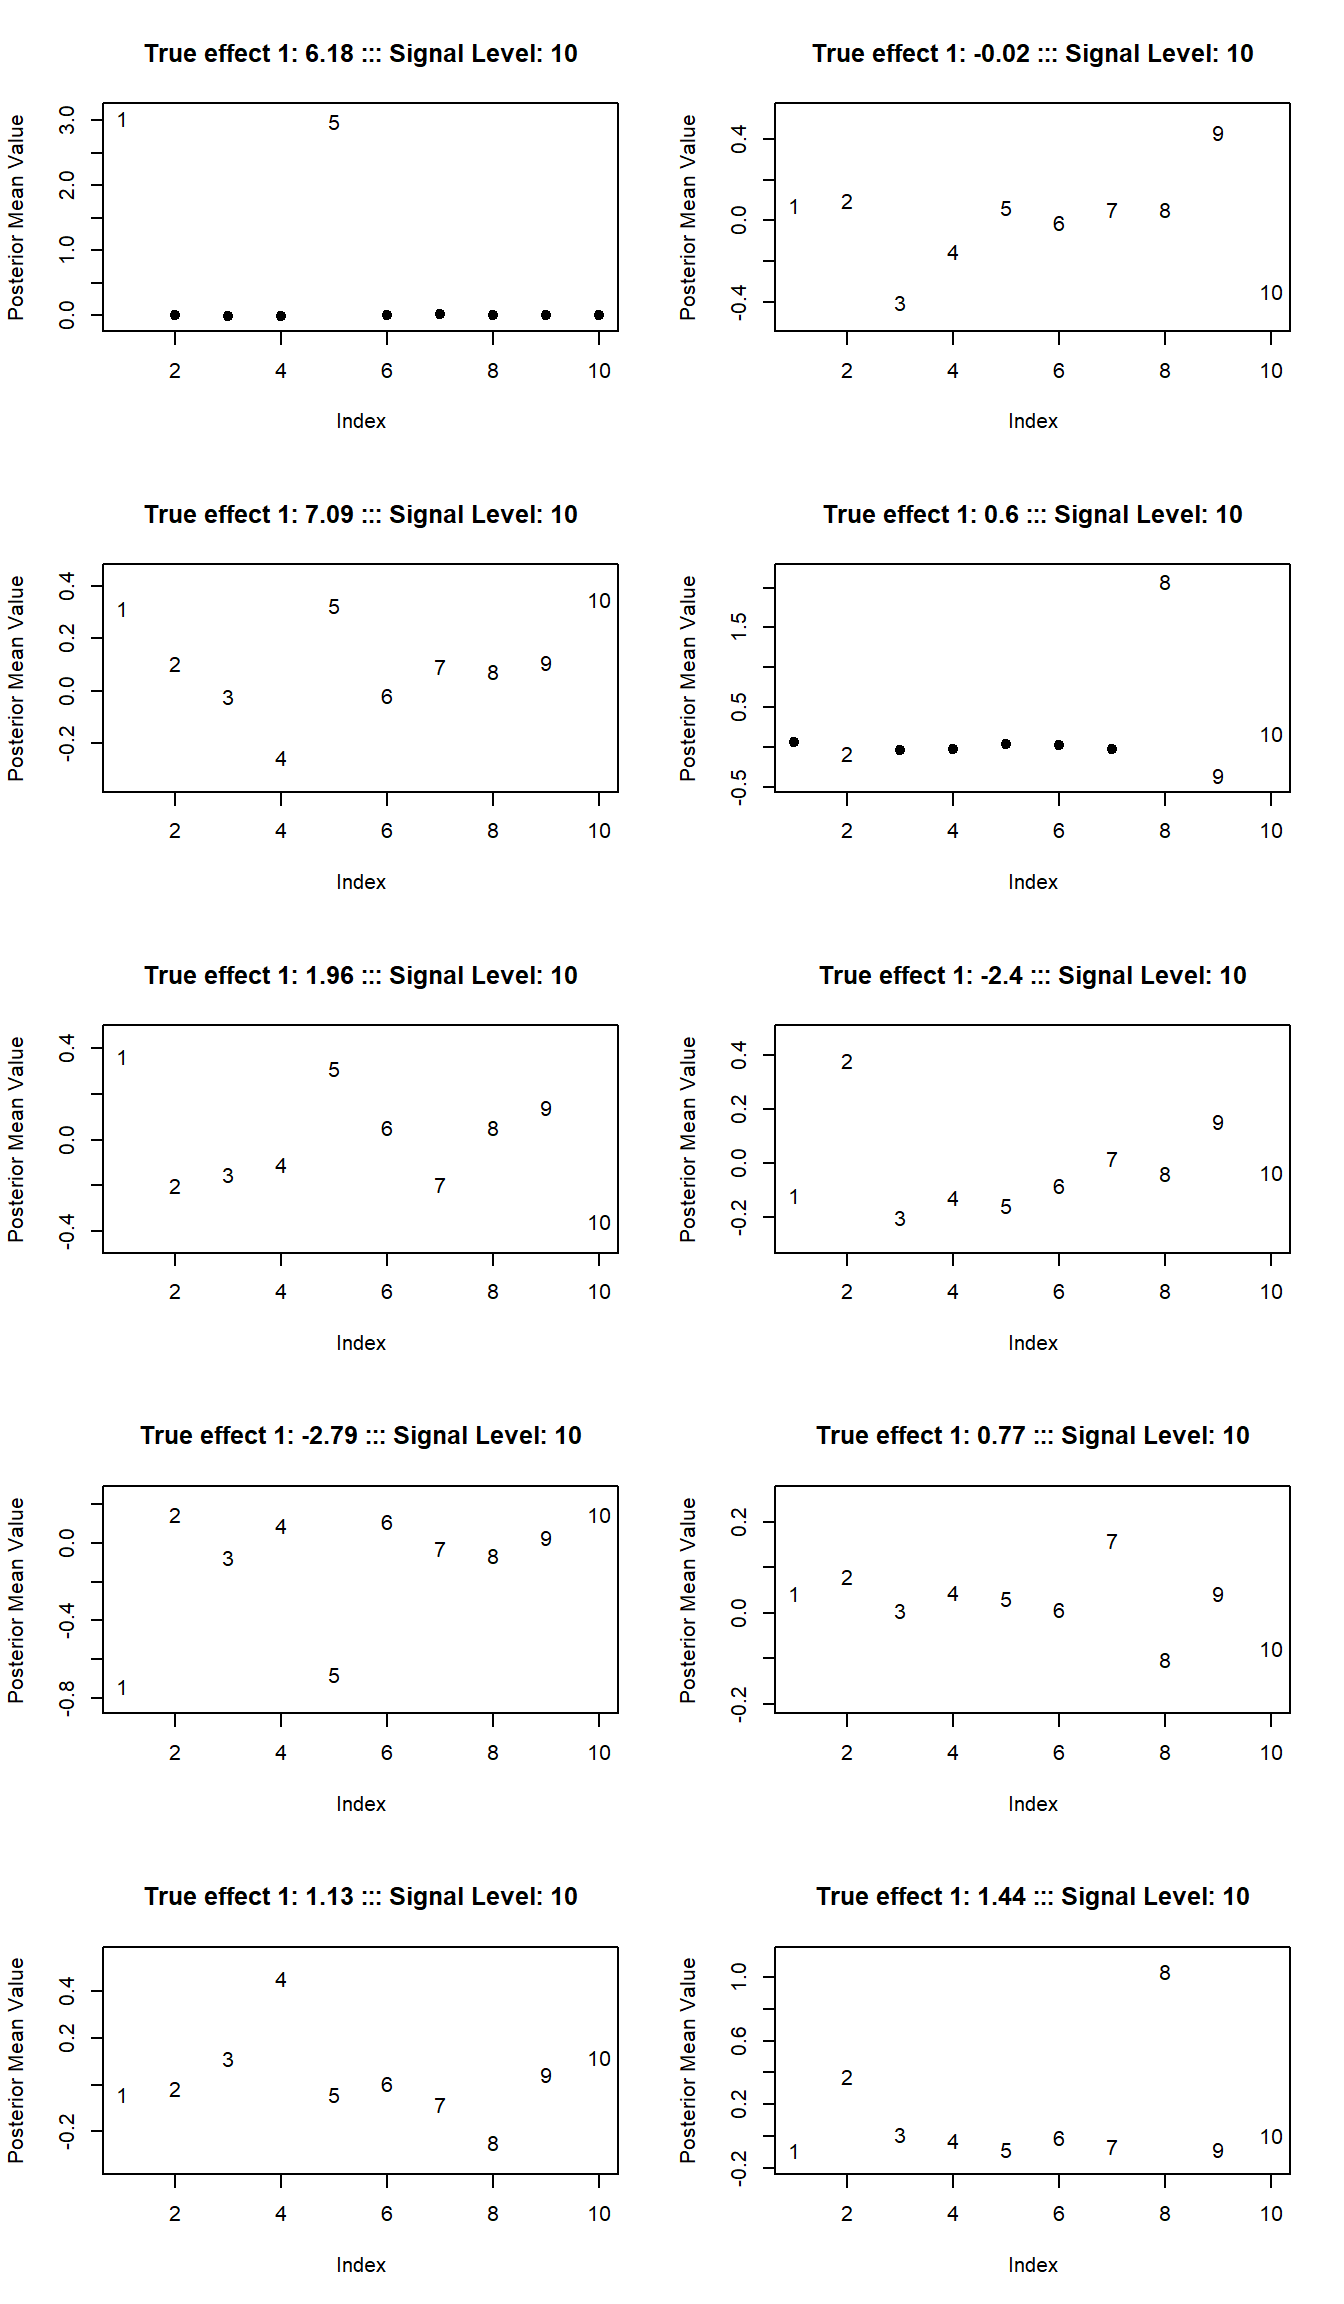 True effect 1: 6.18 ::: Signal Level: 10
Posterior Mean Value
3.0
2.0
1.0
0.0
1
5
2 4 6 8 10
Index
True effect 1: -0.02 ::: Signal Level: 10
Posterior Mean Value
0.4
0.0
-0.4
1 2 3 4 5 6 7 8 9 10
2 4 6 8 10
Index
True effect 1: 7.09 ::: Signal Level: 10
Posterior Mean Value
0.4
0.2
0.0
-0.2
1 2 3 4 5 6 7 8 9 10
2 4 6 8 10
Index
True effect 1: 0.6 ::: Signal Level: 10
Posterior Mean Value
1.5
0.5
-0.5
2 8 9 10
2 4 6 8 10
Index
True effect 1: 1.96 ::: Signal Level: 10
Posterior Mean Value
0.4
0.0
-0.4
1 2 3 4 5 6 7 8 9 10
2 4 6 8 10
Index
True effect 1: -2.4 ::: Signal Level: 10
Posterior Mean Value
0.4
0.2
0.0
-0.2
1 2 3 4 5 6 7 8 9 10
2 4 6 8 10
Index
True effect 1: -2.79 ::: Signal Level: 10
Posterior Mean Value
0.0
-0.4
-0.8
1 2 3 4 5 6 7 8 9 10
2 4 6 8 10
Index
True effect 1: 0.77 ::: Signal Level: 10
Posterior Mean Value
0.2
0.0
-0.2
1 2 3 4 5 6 7 8 9 10
2 4 6 8 10
Index
True effect 1: 1.13 ::: Signal Level: 10
Posterior Mean Value
0.4
0.2
-0.2
1 2 3 4 5 6 7 8 9 10
2 4 6 8 10
Index
True effect 1: 1.44 ::: Signal Level: 10
Posterior Mean Value
1.0
0.6
0.2
-0.2
1 2 3 4 5 6 7 8 9 10
2 4 6 8 10
Index